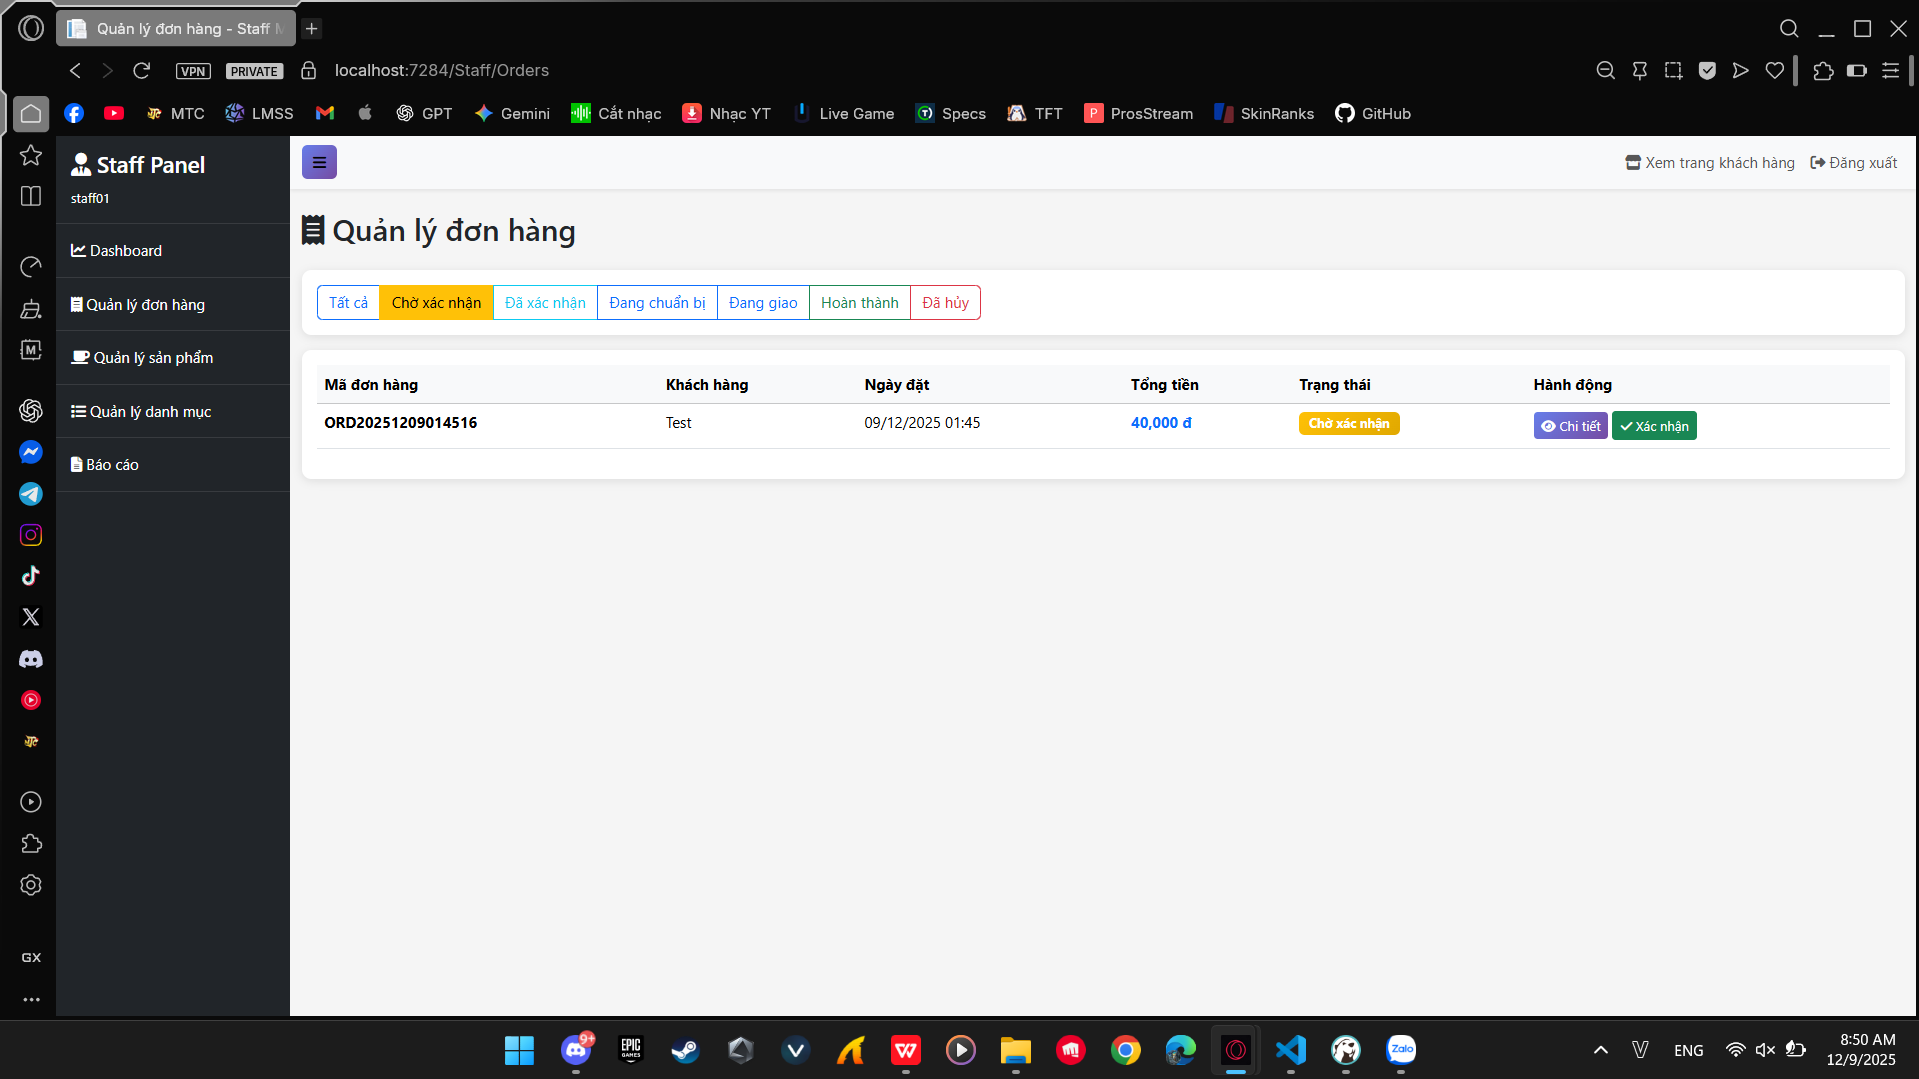 Quản lý đơn hàng - Staff M
VPN PRIVATE localhost:7284/Staff/Orders
MTC LMSS GPT Gemini Cắt nhạc Nhạc YT Live Game Specs TFT ProsStream SkinRanks GitHub
Staff Panel
staff01
Dashboard
Quản lý đơn hàng
Quản lý sản phẩm
Quản lý danh mục
Báo cáo
Xem trang khách hàng Đăng xuất
Quản lý đơn hàng
Tất cả Chờ xác nhận Đã xác nhận Đang chuẩn bị Đang giao Hoàn thành Đã hủy
Mã đơn hàng Khách hàng Ngày đặt Tổng tiền Trạng thái Hành động
ORD20251209014516 Test 09/12/2025 01:45 40,000 đ Chờ xác nhận Chi tiết Xác nhận
GX
9+
EPIC GAMES
Zalo
ENG
8:50 AM
12/9/2025